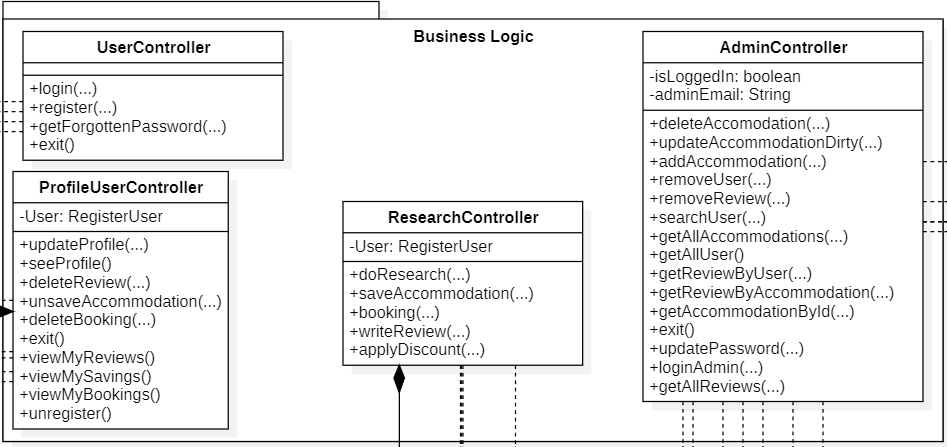 Business Logic
UserController
+login(...)
+register(...)
+getForgottenPassword(...)
+exit()
ProfileUserController
-User: RegisterUser
+updateProfile(...)
+seeProfile()
+deleteReview(...)
+unsaveAccommodation(...)
+deleteBooking(...)
+exit()
+viewMyReviews()
+viewMySavings()
+viewMyBookings()
+unregister()
ResearchController
-User: RegisterUser
+doResearch(...)
+saveAccommodation(...)
+booking(...)
+writeReview(...)
+applyDiscount(...)
AdminController
-isLoggedIn: boolean
-adminEmail: String
+deleteAccomodation(...)
+updateAccommodationDirty(...)
+addAccommodation(...)
+removeUser(...)
+removeReview(...)
+searchUser(...)
+getAllAccommodations(...)
+getAllUser()
+getReviewByUser(...)
+getReviewByAccommodation(...)
+getAccommodationById(...)
+exit()
+updatePassword(...)
+loginAdmin(...)
+getAllReviews(...)